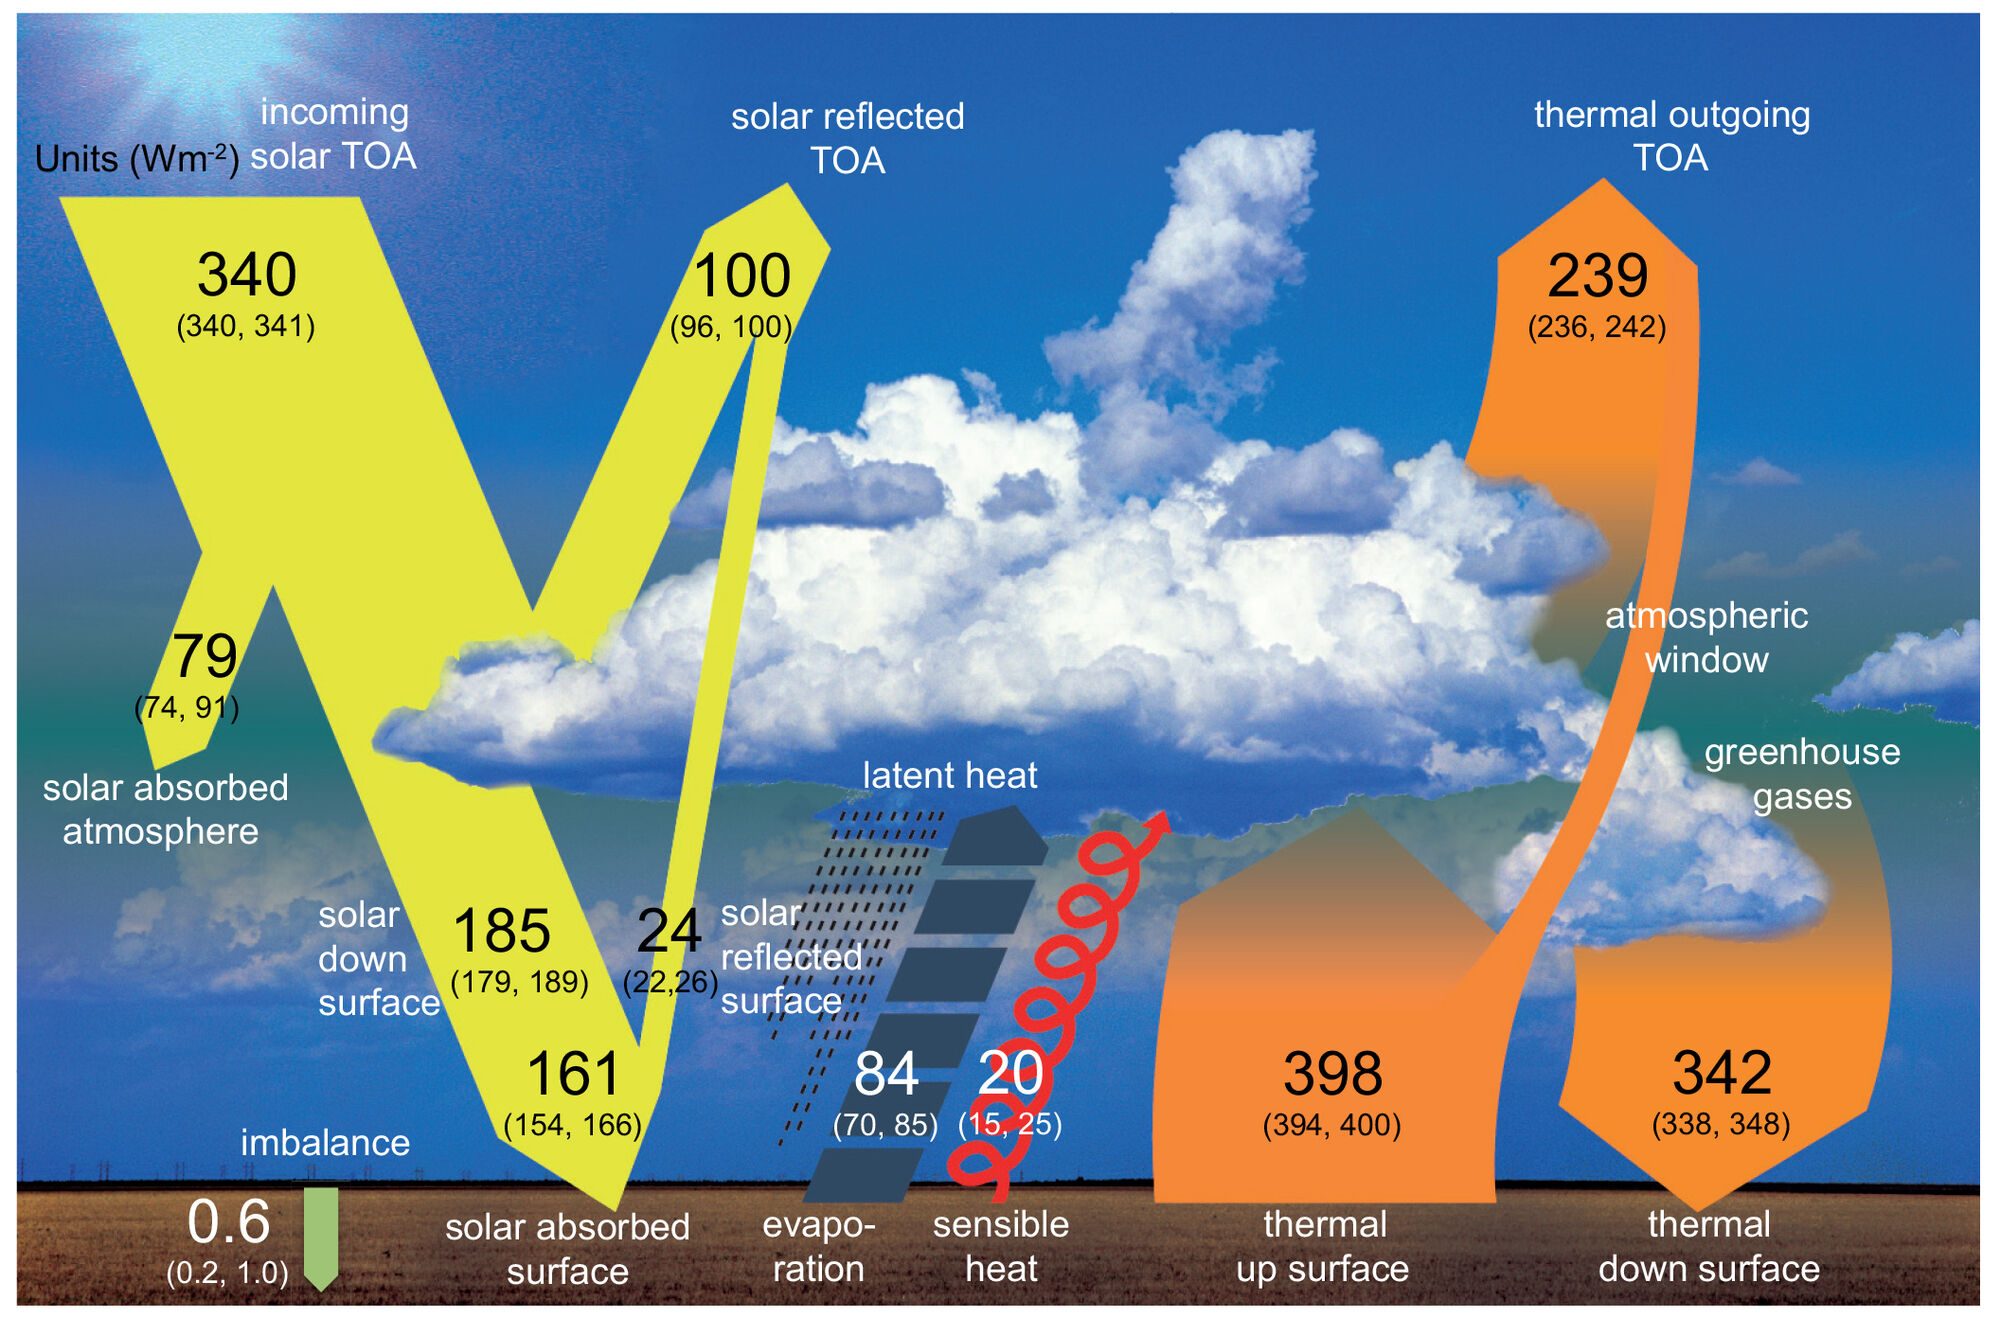 incoming
solar TOA
Units (Wm-2)
340
(340, 341)
solar reflected
TOA
100
(96, 100)
thermal outgoing
TOA
239
(236, 242)
79
(74, 91)
solar absorbed
atmosphere
atmospheric
window
greenhouse
gases
latent heat
solar
down
surface
185
(179, 189)
24
(22,26)
solar
reflected
surface
161
(154, 166)
84
(70, 85)
20
(15, 25)
398
(394, 400)
342
(338, 348)
imbalance
0.6
(0.2, 1.0)
solar absorbed
surface
evapo-
ration
sensible
heat
thermal
up surface
thermal
down surface